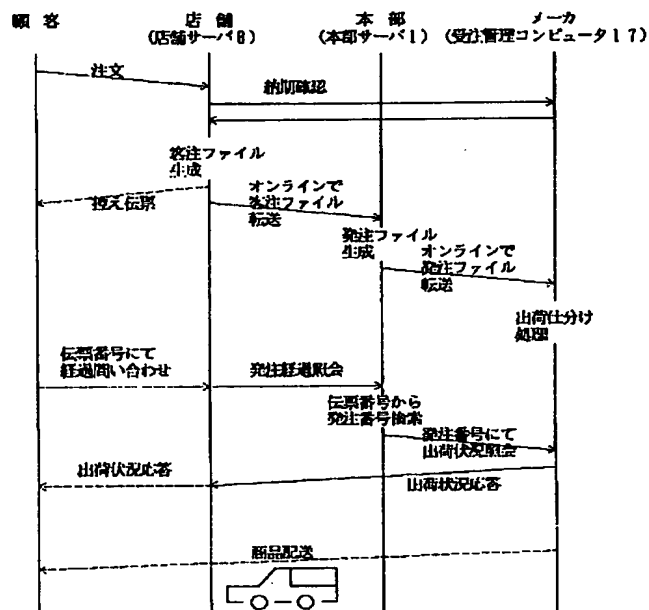 顧客
店舗
本部
メーカ
(店舗サーバ8)
(本部サーバ1)
(受注管理コンピュータ17)
注文
納期確認
客注ファイル
生成
控え伝票
オンラインで
客注ファイル
転送
発注ファイル
生成
オンラインで
発注ファイル
転送
出荷仕分け
処理
伝票番号にて
経過問い合わせ
発注経過照会
伝票番号から
発注番号検索
発注番号にて
出荷状況照会
出荷状況応答
出荷状況応答
商品配送